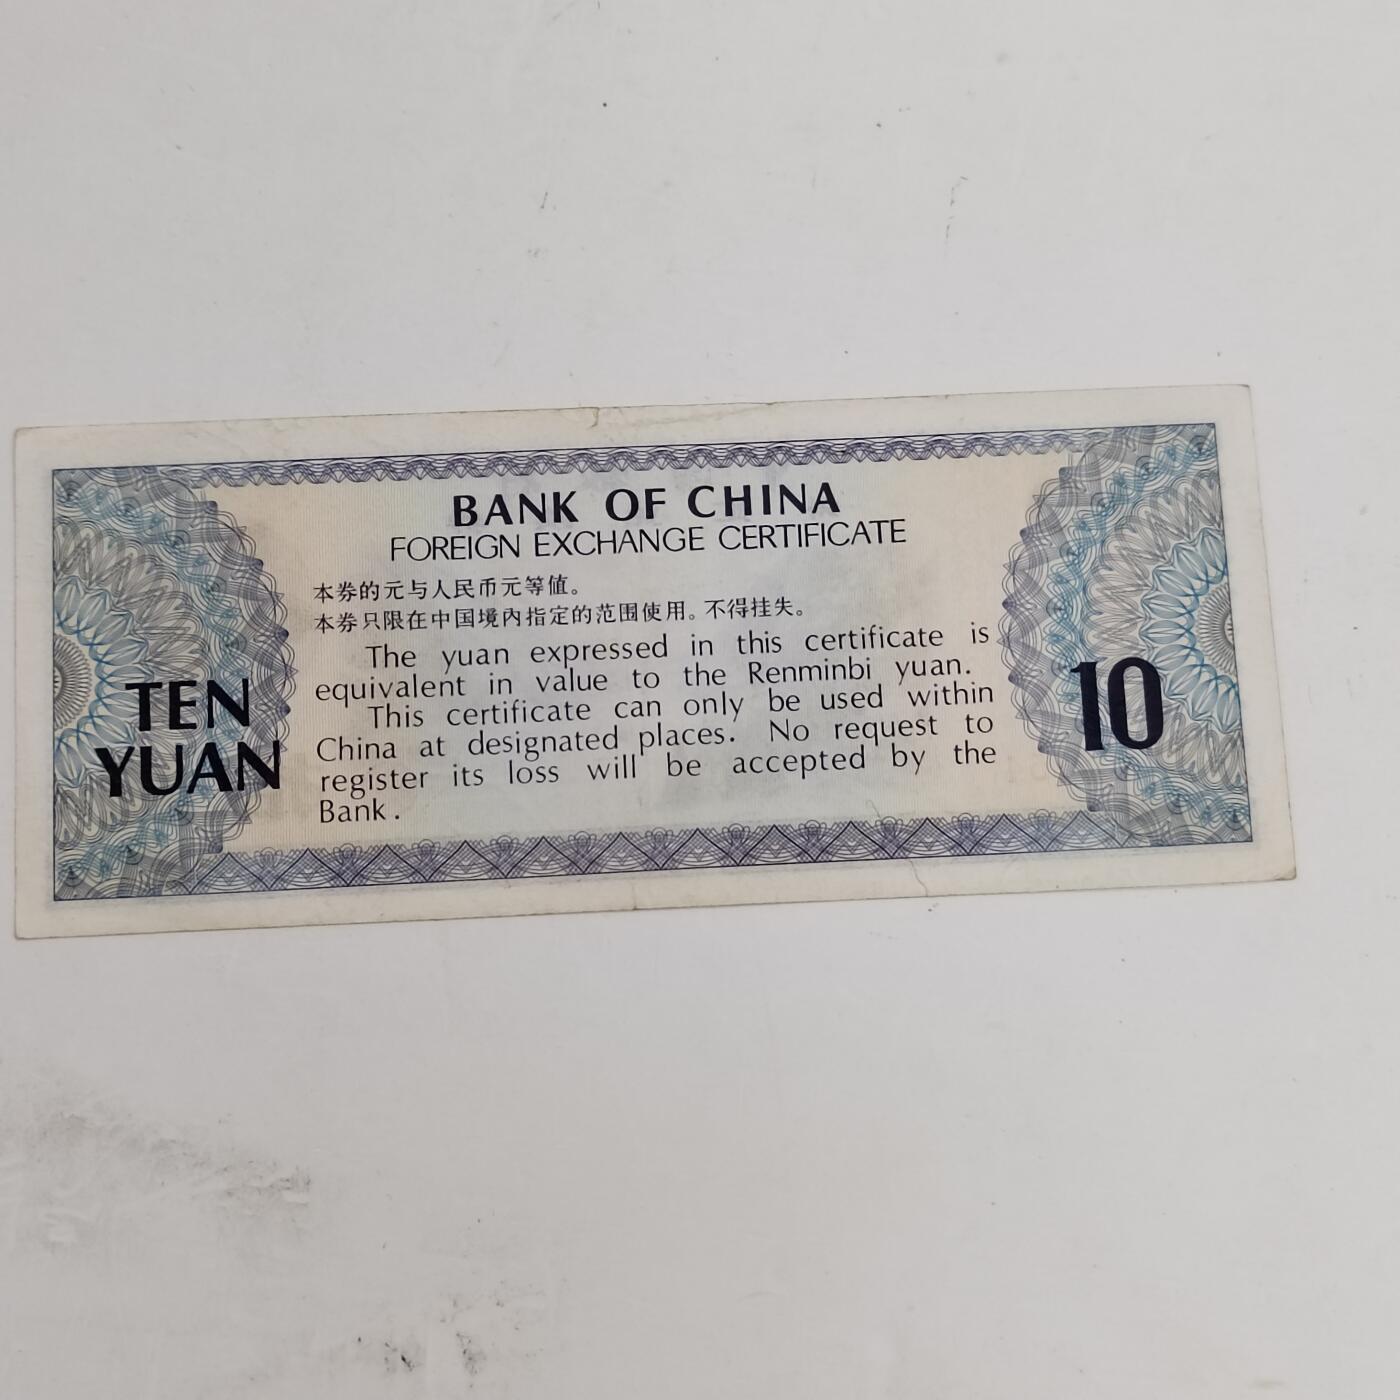 BANK OF CHINA
FOREIGN EXCHANGE CERTIFICATE
本券的元与人民币元等值。
本券只限在中国境内指定的范围使用。不得挂失。
The yuan expressed in this certificate is
equivalent in value to the Renminbi yuan.
This certificate can only be used within
China at designated places. No request to
register its loss will be accepted by the
Bank.
TEN
YUAN
10